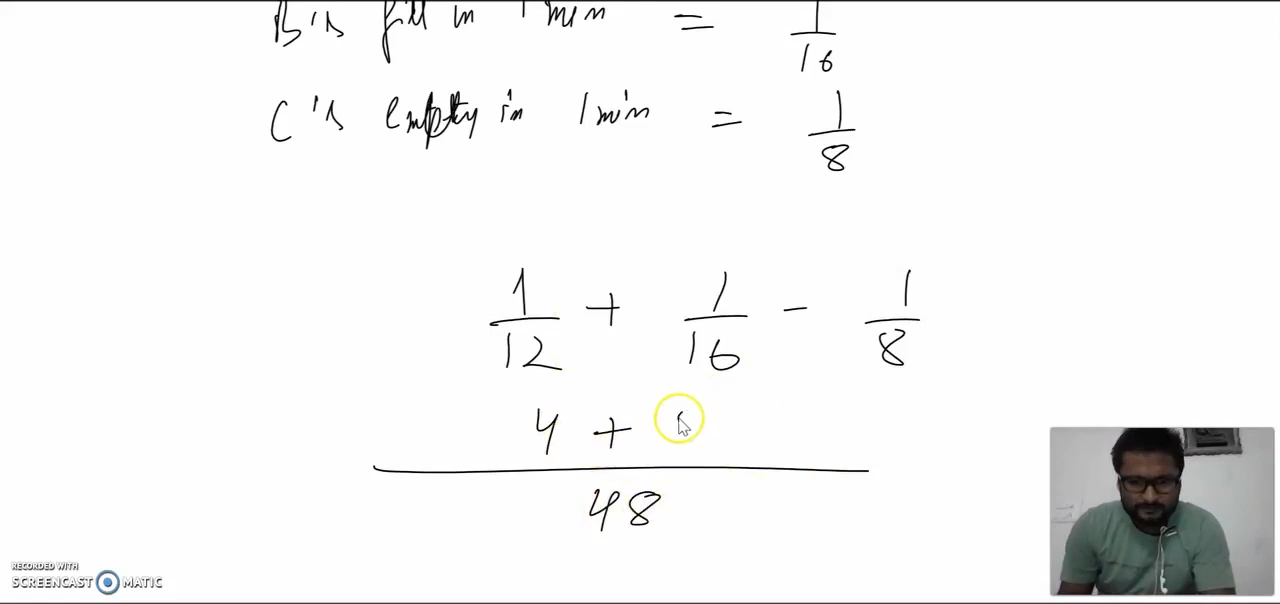 B's fill in 1 min = 1/16
C's empty in 1 min = 1/8
1/12 + 1/16 - 1/8
4 +
48
RECORDED WITH
SCREENCAST MATIC